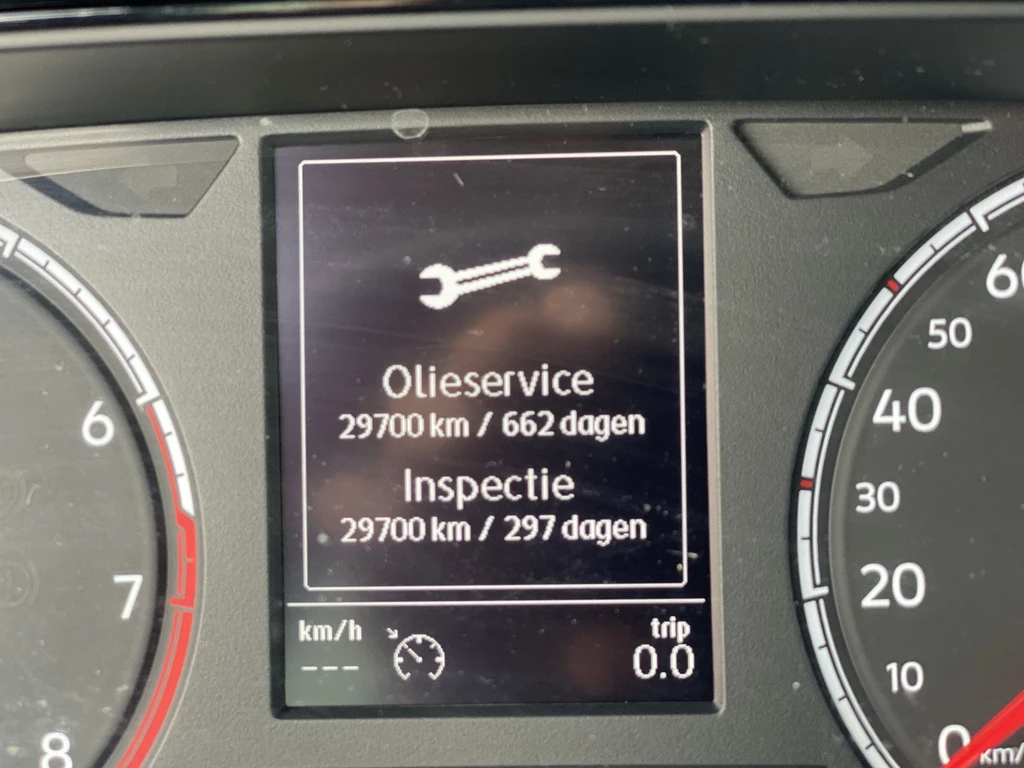 Olieservice
29700 km / 662 dagen
Inspectie
29700 km / 297 dagen
km/h
---
trip
0.0
6
7
8
60
50
40
30
20
10
0
km/